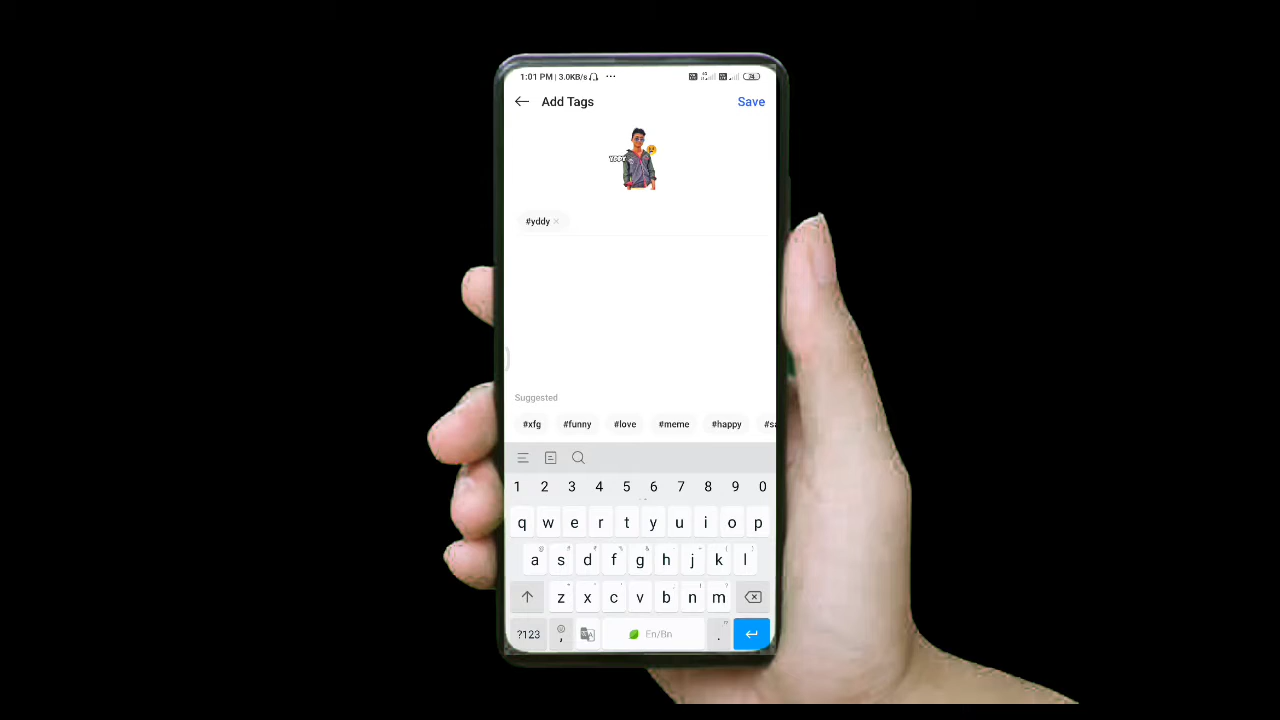 1:01 PM | 3.0KB/s
Add Tags
Save
YDDY
#yddy ×
Suggested
#xfg #funny #love #meme #happy
1 2 3 4 5 6 7 8 9 0
q w e r t y u i o p
a s d f g h j k l
z x c v b n m
?123 , En/Bn .